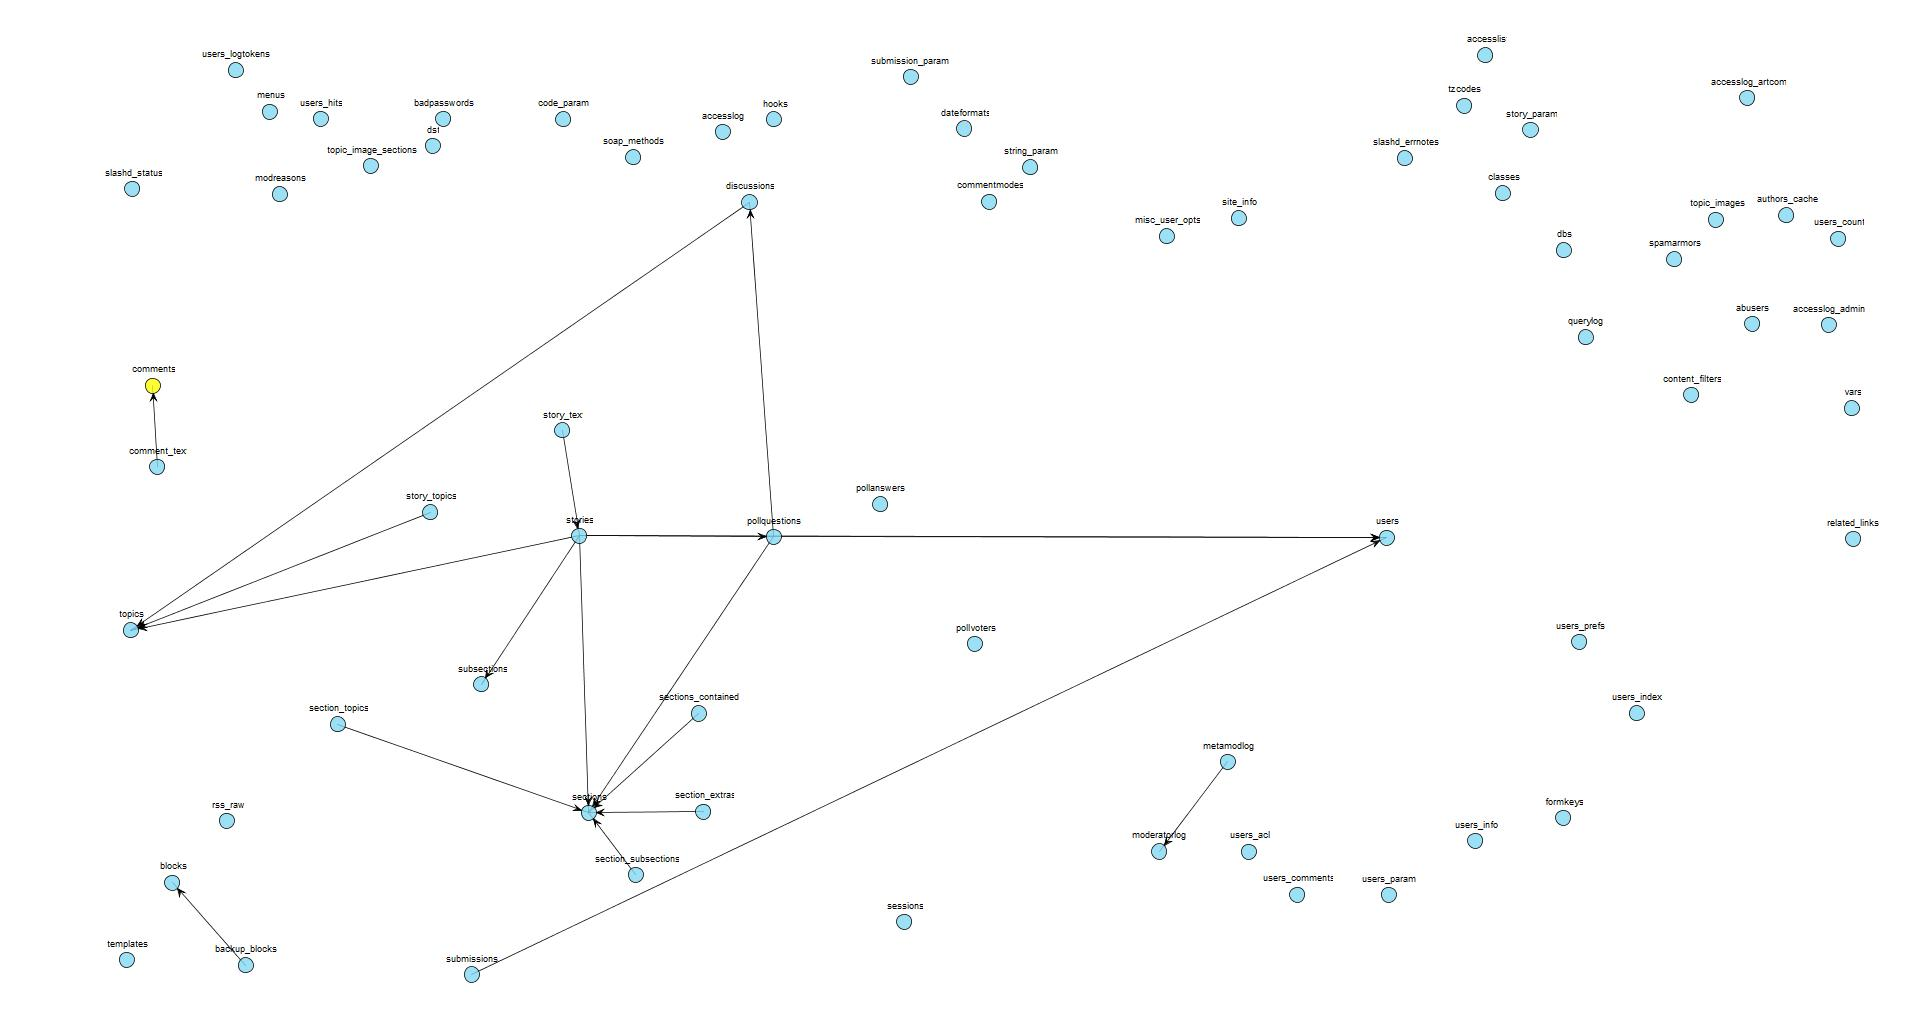 accesslis
users_logtokens
submission_param
accesslog_artcom
tzcodes
menus
users_hits
badpasswords
code_param
hooks
accesslog
dateformats
story_param
dst
topic_image_sections
soap_methods
string_param
slashd_errnotes
slashd_status
modreasons
discussions
commentmodes
classes
site_info
misc_user_opts
topic_images
authors_cache
users_count
dbs
spamarmors
abusers
accesslog_admin
querylog
comments
content_filters
vars
story_tex
comment_tex
story_topics
pollanswers
stories
pollquestions
users
related_links
topics
pollvoters
users_prefs
subsections
sections_contained
users_index
section_topics
metamodlog
sections
section_extras
rss_raw
formkeys
users_info
moderatorlog
users_acl
section_subsections
blocks
users_comments
users_param
sessions
templates
backup_blocks
submissions